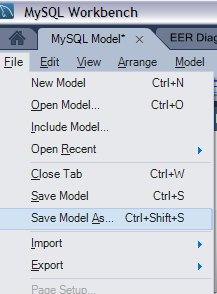 MySQL Workbench
MySQL Model* × EER Diag
File Edit View Arrange Model
New Model Ctrl+N
Open Model... Ctrl+O
Include Model...
Open Recent
Close Tab Ctrl+W
Save Model Ctrl+S
Save Model As... Ctrl+Shift+S
Import
Export
Page Setup...